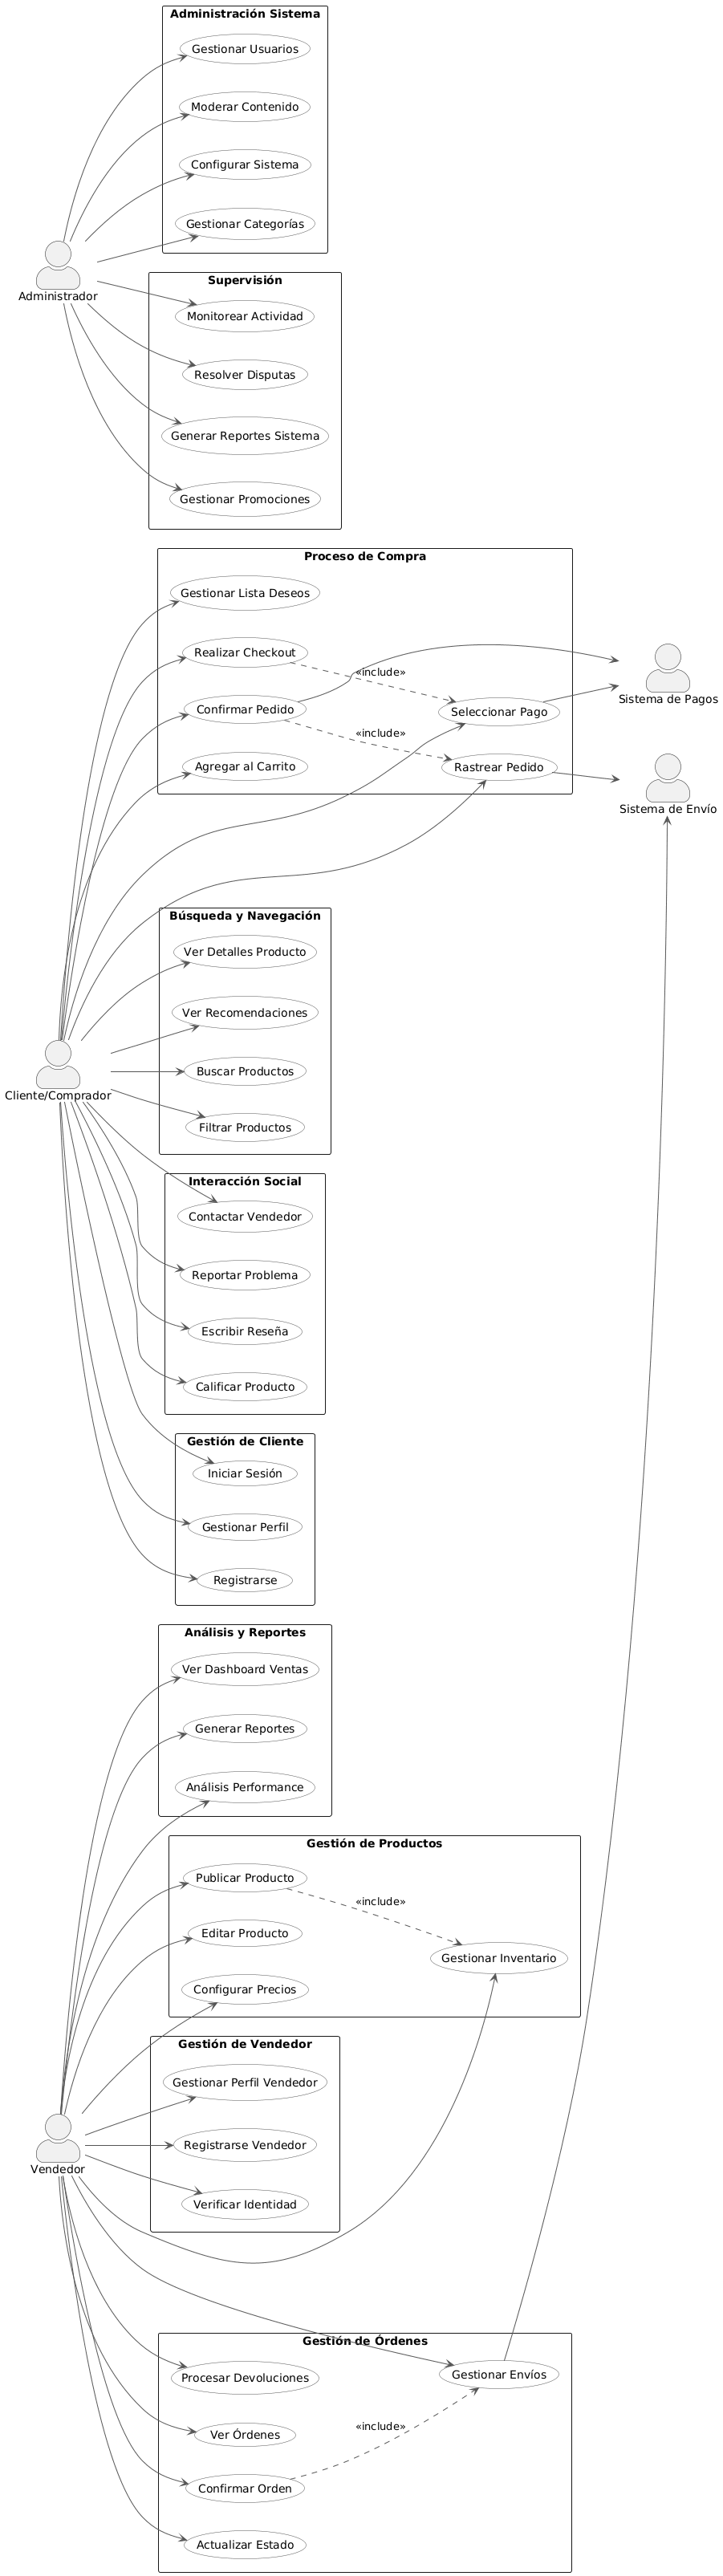 Administración Sistema
Gestionar Usuarios
Moderar Contenido
Configurar Sistema
Gestionar Categorías
Administrador
Supervisión
Monitorear Actividad
Resolver Disputas
Generar Reportes Sistema
Gestionar Promociones
Proceso de Compra
Gestionar Lista Deseos
Realizar Checkout
«include»
Confirmar Pedido
Seleccionar Pago
Sistema de Pagos
«include»
Agregar al Carrito
Rastrear Pedido
Sistema de Envío
Búsqueda y Navegación
Ver Detalles Producto
Ver Recomendaciones
Buscar Productos
Cliente/Comprador
Filtrar Productos
Interacción Social
Contactar Vendedor
Reportar Problema
Escribir Reseña
Calificar Producto
Gestión de Cliente
Iniciar Sesión
Gestionar Perfil
Registrarse
Análisis y Reportes
Ver Dashboard Ventas
Generar Reportes
Análisis Performance
Gestión de Productos
Publicar Producto
«include»
Editar Producto
Gestionar Inventario
Configurar Precios
Gestión de Vendedor
Gestionar Perfil Vendedor
Registrarse Vendedor
Vendedor
Verificar Identidad
Gestión de Órdenes
Procesar Devoluciones
Gestionar Envíos
Ver Órdenes
«include»
Confirmar Orden
Actualizar Estado